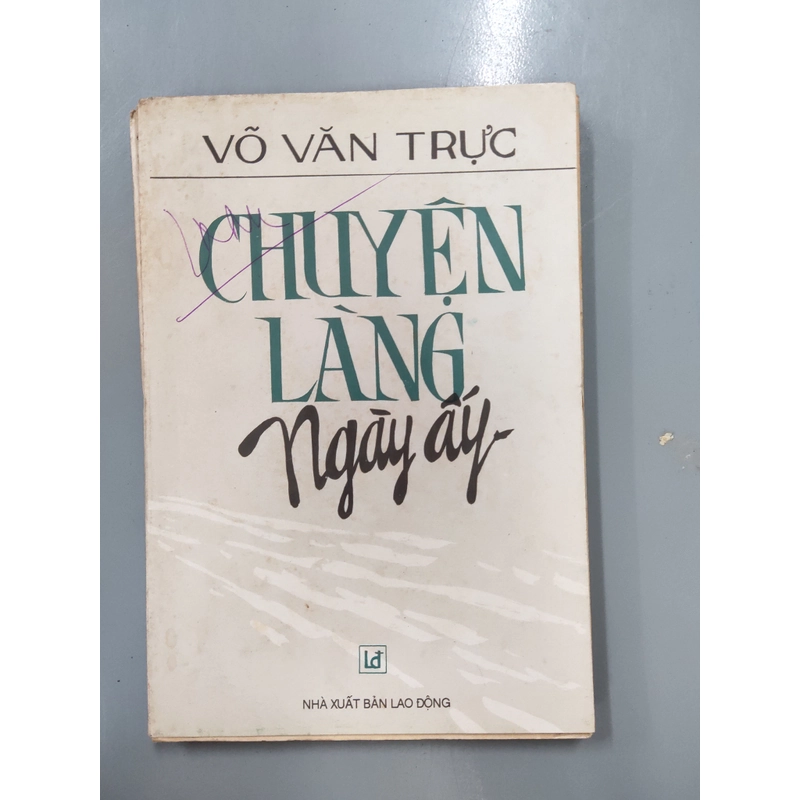 VÕ VĂN TRỰC
CHUYỆN
LÀNG
Ngày ấy
Lđ
NHÀ XUẤT BẢN LAO ĐỘNG